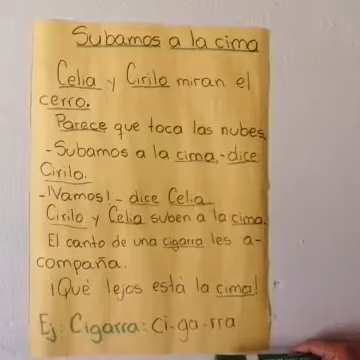 Subamos a la cima
Celia y Cirilo miran el
cerro.
Parece que toca las nubes.
-Subamos a la cima,-dice
Cirilo.
-¡Vamos!- dice Celia.
Cirilo y Celia suben a la cima.
El canto de una cigarra les a-
compaña.
¡Qué lejos está la cima!
Ej: Cigarra: Ci-ga-rra